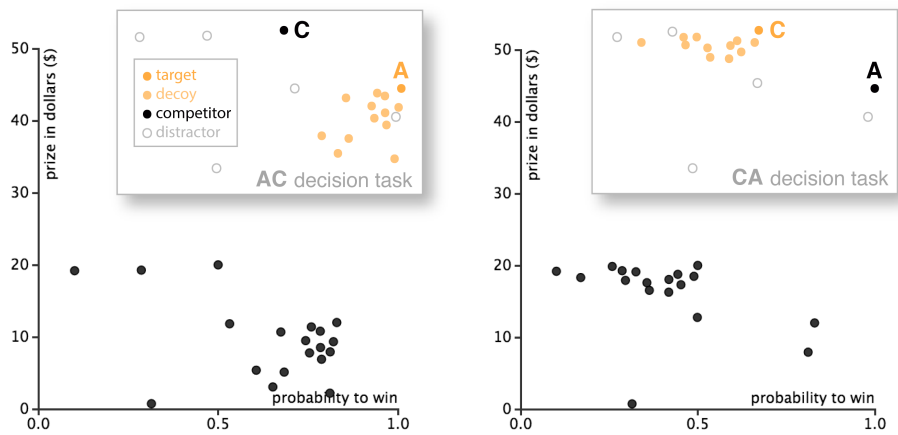 prize in dollars ($)
50
40
30
20
10
0
0.0
0.5
1.0
probability to win
C
A
target
decoy
competitor
distractor
AC decision task
prize in dollars ($)
50
40
30
20
10
0
0.0
0.5
1.0
probability to win
C
A
CA decision task